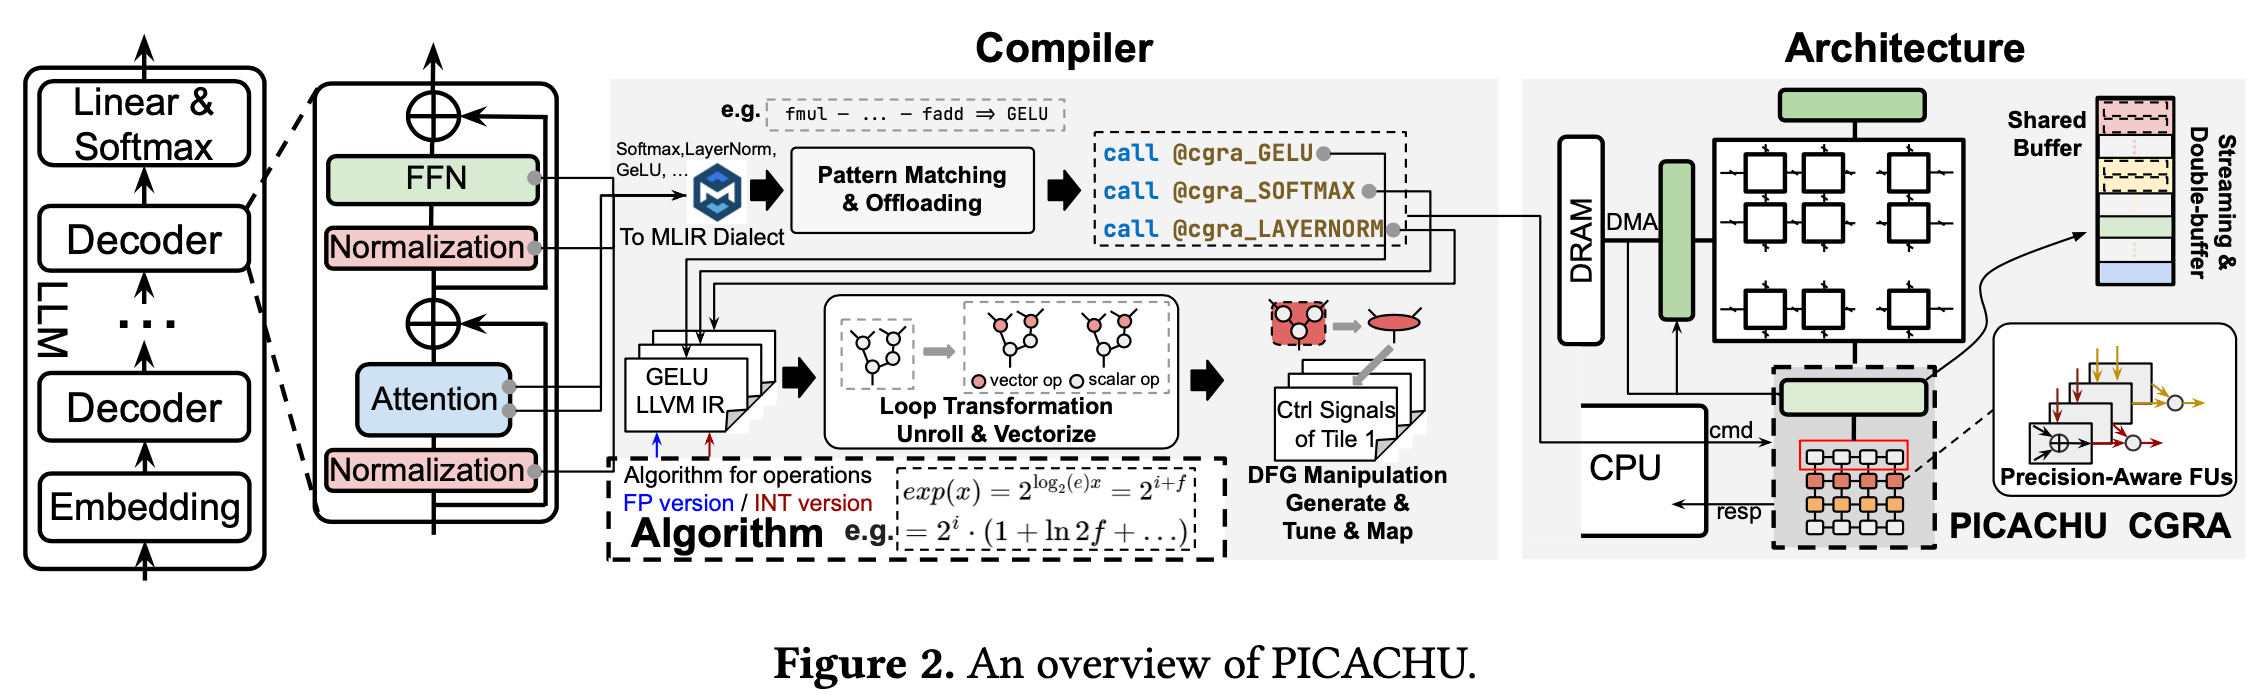 Compiler
Architecture
Linear &
Softmax
Decoder
LLM
...
Decoder
Embedding
FFN
Normalization
Attention
Normalization
e.g.
fmul — ... — fadd ⇒ GELU
Softmax,LayerNorm,
GeLU, ...
To MLIR Dialect
Pattern Matching
& Offloading
call @cgra_GELU
call @cgra_SOFTMAX
call @cgra_LAYERNORM
GELU
LLVM IR
vector op
scalar op
Loop Transformation
Unroll & Vectorize
Ctrl Signals
of Tile 1
DFG Manipulation
Generate &
Tune & Map
Algorithm for operations
FP version / INT version
Algorithm
e.g.
exp(x) = 2^{log_2(e)x} = 2^{i+f}
= 2^i · (1 + ln 2f + ...)
DRAM
DMA
CPU
cmd
resp
Shared
Buffer
Streaming &
Double-buffer
Precision-Aware FUs
PICACHU CGRA
Figure 2. An overview of PICACHU.